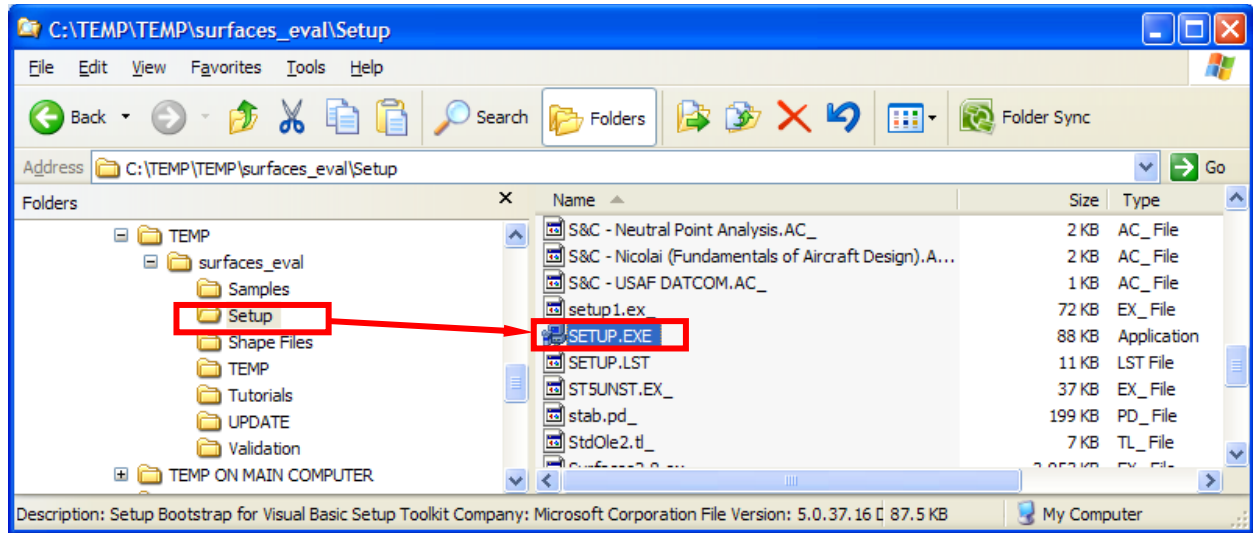 C:\TEMP\TEMP\surfaces_eval\Setup
File Edit View Favorites Tools Help
Back Search Folders Folder Sync
Address C:\TEMP\TEMP\surfaces_eval\Setup Go
Folders
TEMP
surfaces_eval
Samples
Setup
Shape Files
TEMP
Tutorials
UPDATE
Validation
TEMP ON MAIN COMPUTER
Name Size Type
S&C - Neutral Point Analysis.AC_ 2 KB AC_ File
S&C - Nicolai (Fundamentals of Aircraft Design).A... 2 KB AC_ File
S&C - USAF DATCOM.AC_ 1 KB AC_ File
setup1.ex_ 72 KB EX_ File
SETUP.EXE 88 KB Application
SETUP.LST 11 KB LST File
ST5UNST.EX_ 37 KB EX_ File
stab.pd_ 199 KB PD_ File
StdOle2.tl_ 7 KB TL_ File
Description: Setup Bootstrap for Visual Basic Setup Toolkit Company: Microsoft Corporation File Version: 5.0.37.16 D 87.5 KB My Computer